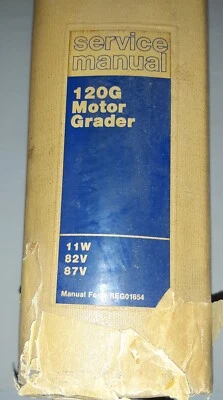 service
manual
120G
Motor
Grader
11W
82V
87V
Manual Form REG01654